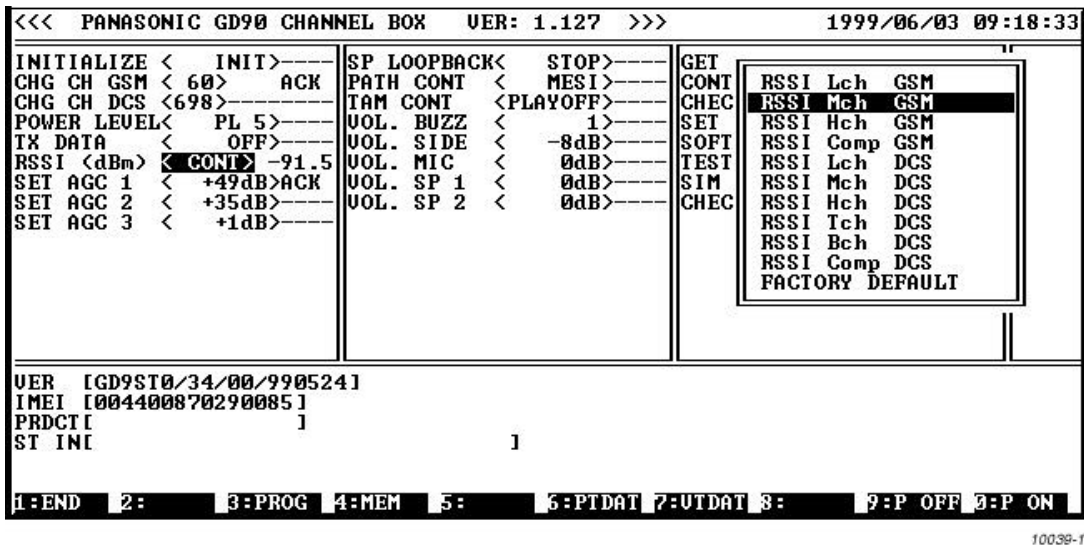 <<< PANASONIC GD90 CHANNEL BOX VER: 1.127 >>> 1999/06/03 09:18:33
INITIALIZE < INIT>----
CHG CH GSM < 60> ACK
CHG CH DCS <698>---------
POWER LEVEL< PL 5>----
TX DATA < OFF>----
RSSI (dBm) < CONT> -91.5
SET AGC 1 < +49dB>ACK
SET AGC 2 < +35dB>----
SET AGC 3 < +1dB>----
SP LOOPBACK< STOP>----
PATH CONT < MESI>----
TAM CONT <PLAYOFF>----
VOL. BUZZ < 1>----
VOL. SIDE < -8dB>----
VOL. MIC < 0dB>----
VOL. SP 1 < 0dB>----
VOL. SP 2 < 0dB>----
GET
CONT
CHEC
SET
SOFT
TEST
SIM
CHEC
RSSI Lch GSM
RSSI Mch GSM
RSSI Hch GSM
RSSI Comp GSM
RSSI Lch DCS
RSSI Mch DCS
RSSI Hch DCS
RSSI Tch DCS
RSSI Bch DCS
RSSI Comp DCS
FACTORY DEFAULT
VER [GD9ST0/34/00/990524]
IMEI [004400870290085]
PRDCT[ ]
ST IN[ ]
1:END 2: 3:PROG 4:MEM 5: 6:PTDAT 7:VTDAT 8: 9:P OFF 0:P ON
10039-1